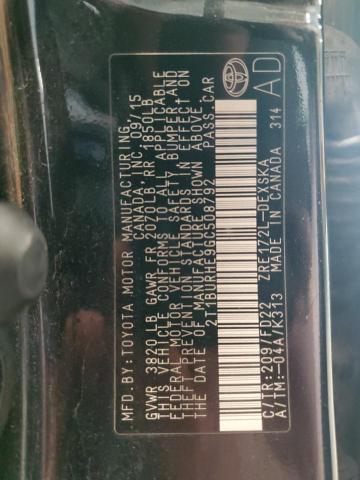 MFD.BY:TOYOTA MOTOR MANUFACTURING
CANADA,INC. 09/15
GVWR 3820LB GAWR FR 2070LB RR 1850LB
THIS VEHICLE CONFORMS TO ALL APPLICABLE
FEDERAL MOTOR VEHICLE SAFETY, BUMPER AND
THEFT PREVENTION STANDARDS IN EFFECT ON
THE DATE OF MANUFACTURE SHOWN ABOVE.
PASS.CAR
C/TR:209/FD22 ZRE172L-DEXSKA
A/TM:-04A/K313 MADE IN CANADA 314
TOYOTA
AD